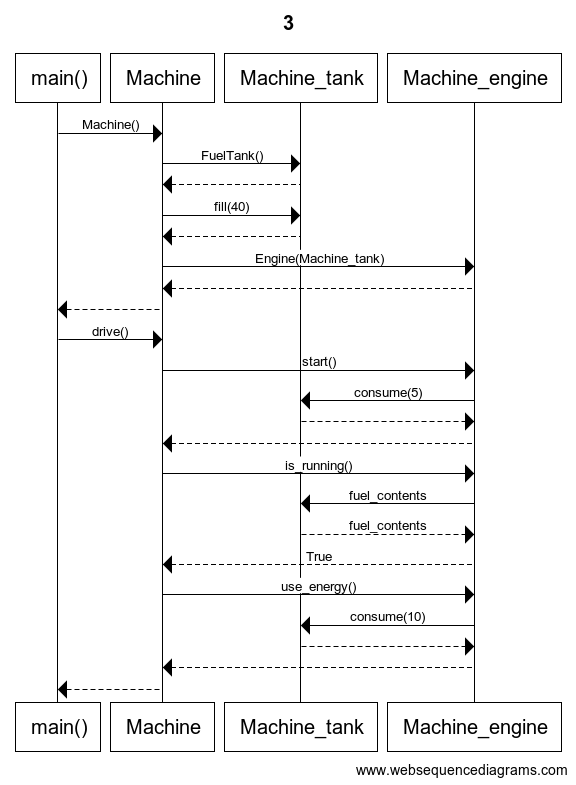 3
main() Machine Machine_tank Machine_engine
Machine()
FuelTank()
fill(40)
Engine(Machine_tank)
drive()
start()
consume(5)
is_running()
fuel_contents
fuel_contents
True
use_energy()
consume(10)
main() Machine Machine_tank Machine_engine
www.websequencediagrams.com